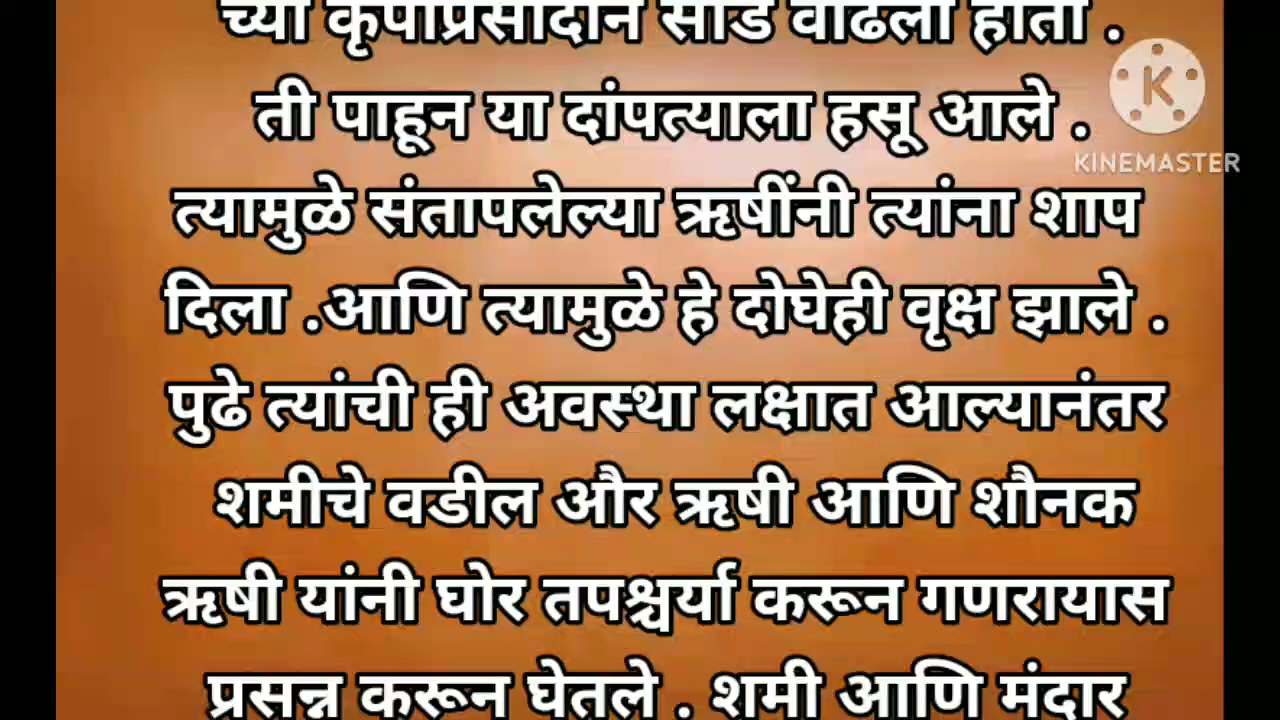 च्या कृपाप्रसादाने सोंड वाढला होता .
ती पाहून या दांपत्याला हसू आले .
त्यामुळे संतापलेल्या ऋषींनी त्यांना शाप
दिला .आणि त्यामुळे हे दोघेही वृक्ष झाले .
पुढे त्यांची ही अवस्था लक्षात आल्यानंतर
शमीचे वडील और ऋषी आणि शौनक
ऋषी यांनी घोर तपश्चर्या करून गणरायास
प्रसन्न करून घेतले . शमी आणि मंदार
K
KINEMASTER